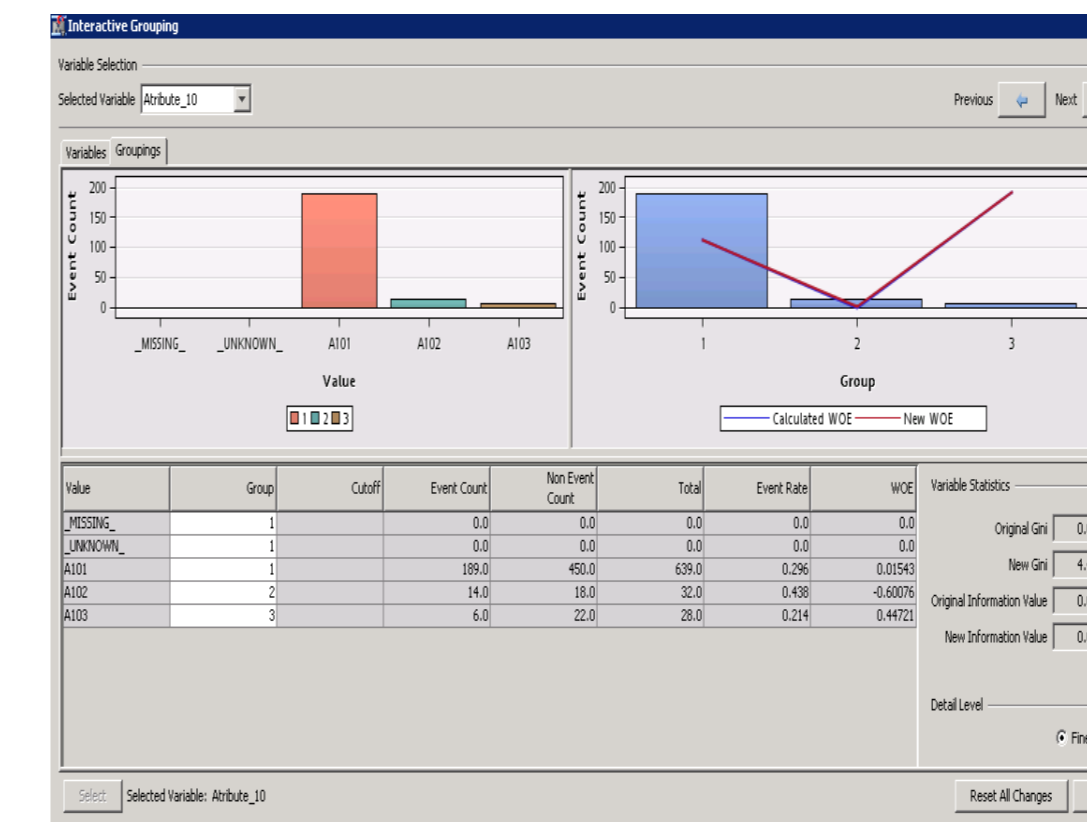 Interactive Grouping
Variable Selection
Selected Variable Atribute_10 Previous Next
Variables Groupings
Event Count
200
150
100
50
0
_MISSING_ _UNKNOWN_ A101 A102 A103
Value
1 2 3
Event Count
200
150
100
50
0
1 2 3
Group
Calculated WOE New WOE
Value Group Cutoff Event Count Non Event Count Total Event Rate WOE
_MISSING_ 1 0.0 0.0 0.0 0.0 0.0
_UNKNOWN_ 1 0.0 0.0 0.0 0.0 0.0
A101 1 189.0 450.0 639.0 0.296 0.01543
A102 2 14.0 18.0 32.0 0.438 -0.60076
A103 3 6.0 22.0 28.0 0.214 0.44721
Variable Statistics
Original Gini 0.
New Gini 4.
Original Information Value 0.
New Information Value 0.
Detail Level
Fine
Select Selected Variable: Atribute_10 Reset All Changes